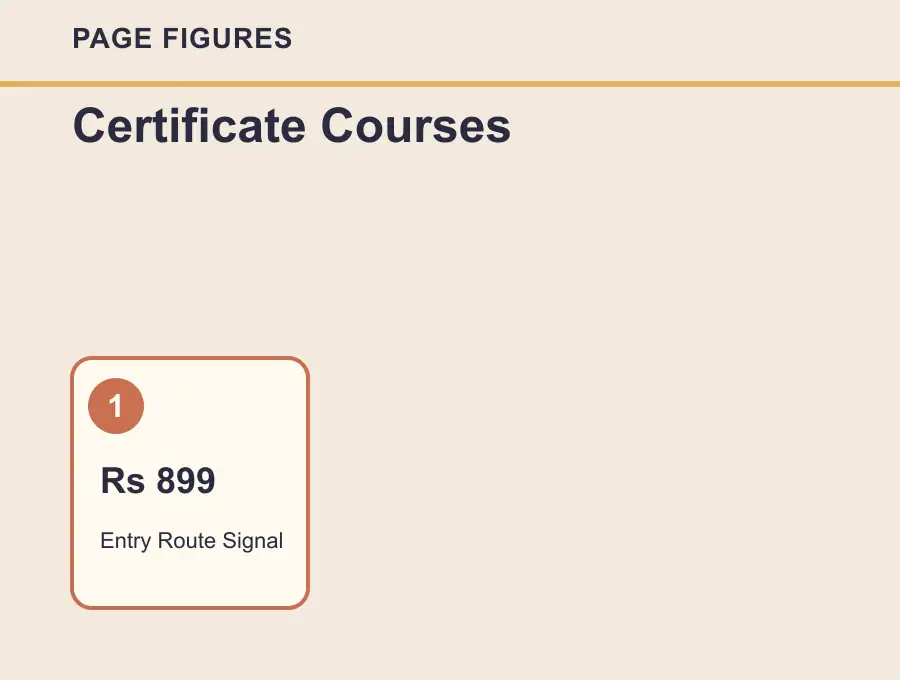 PAGE FIGURES
Certificate Courses
1
Rs 899
Entry Route Signal